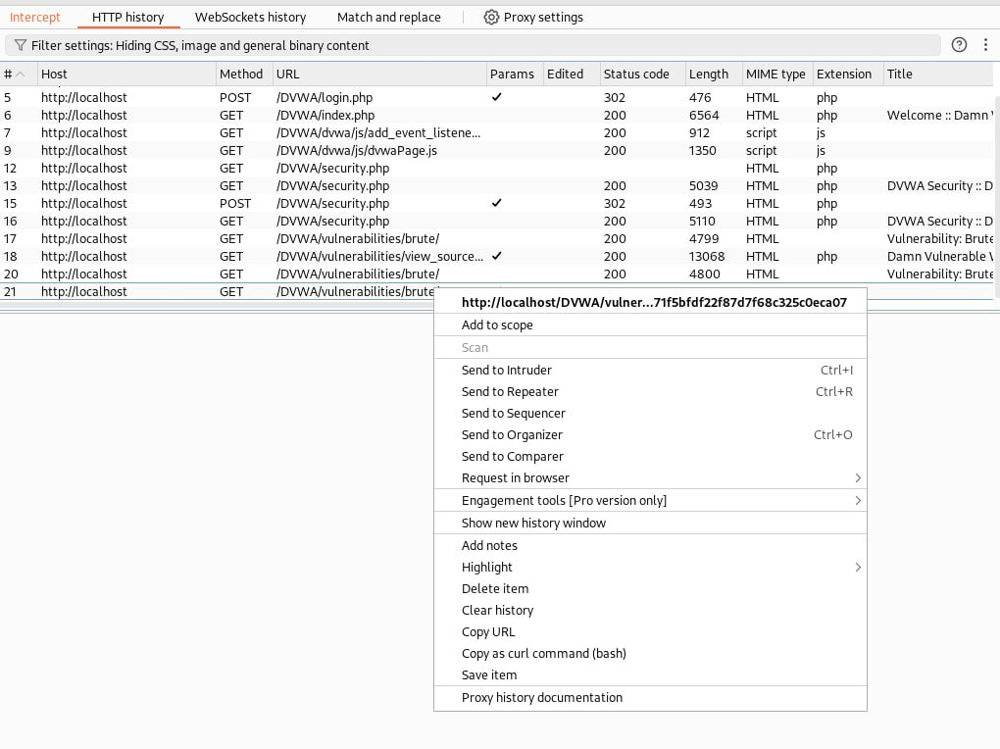 Intercept HTTP history WebSockets history Match and replace Proxy settings
Filter settings: Hiding CSS, image and general binary content
# Host Method URL Params Edited Status code Length MIME type Extension Title
5 http://localhost POST /DVWA/login.php ✓ 302 476 HTML php
6 http://localhost GET /DVWA/index.php 200 6564 HTML php Welcome :: Damn
7 http://localhost GET /DVWA/dvwa/js/add_event_listene... 200 912 script js
9 http://localhost GET /DVWA/dvwa/js/dvwaPage.js 200 1350 script js
12 http://localhost GET /DVWA/security.php HTML php
13 http://localhost GET /DVWA/security.php 200 5039 HTML php DVWA Security :: D
15 http://localhost POST /DVWA/security.php ✓ 302 493 HTML php
16 http://localhost GET /DVWA/security.php 200 5110 HTML php DVWA Security :: D
17 http://localhost GET /DVWA/vulnerabilities/brute/ 200 4799 HTML Vulnerability: Brute
18 http://localhost GET /DVWA/vulnerabilities/view_source... ✓ 200 13068 HTML php Damn Vulnerable
20 http://localhost GET /DVWA/vulnerabilities/brute/ 200 4800 HTML Vulnerability: Brute
21 http://localhost GET /DVWA/vulnerabilities/brute
http://localhost/DVWA/vulner...71f5bfdf22f87d7f68c325c0eca07
Add to scope
Scan
Send to Intruder Ctrl+I
Send to Repeater Ctrl+R
Send to Sequencer
Send to Organizer Ctrl+O
Send to Comparer
Request in browser
Engagement tools [Pro version only]
Show new history window
Add notes
Highlight
Delete item
Clear history
Copy URL
Copy as curl command (bash)
Save item
Proxy history documentation